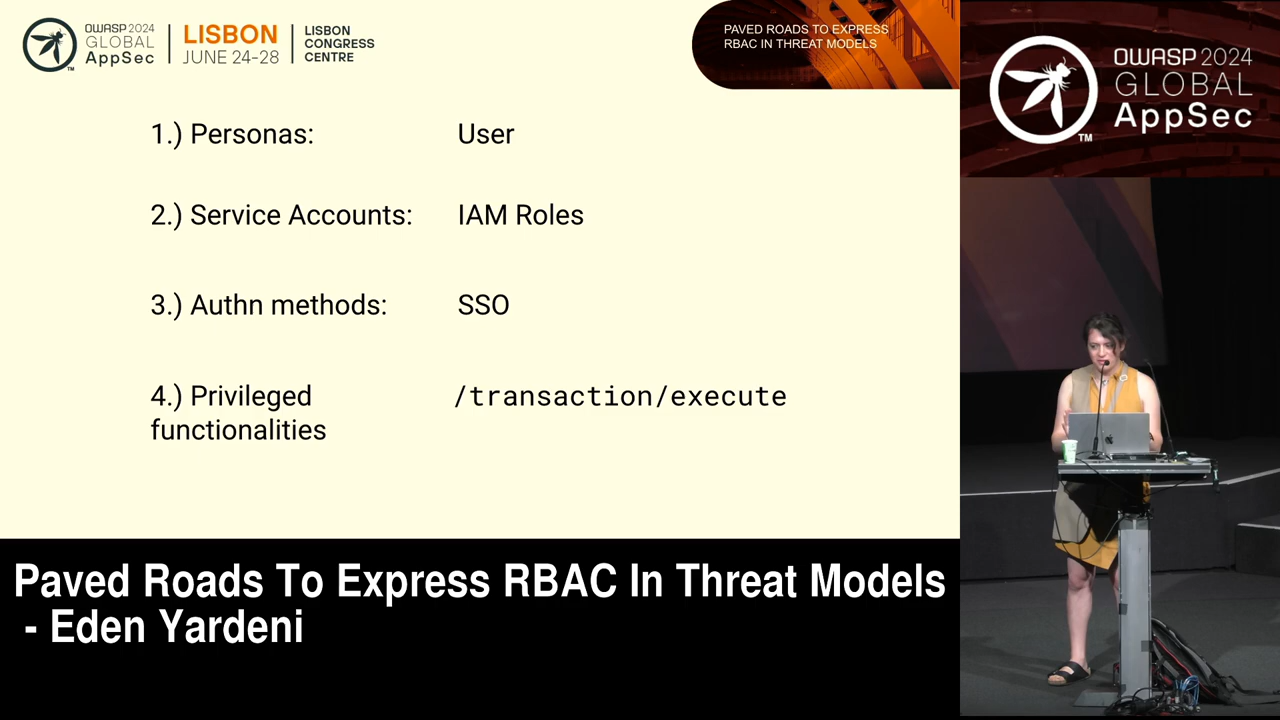 OWASP 2024
GLOBAL
AppSec
TM
LISBON
JUNE 24-28
LISBON
CONGRESS
CENTRE
PAVED ROADS TO EXPRESS
RBAC IN THREAT MODELS
OWASP 2024
GLOBAL
AppSec
TM
1.) Personas: User
2.) Service Accounts: IAM Roles
3.) Authn methods: SSO
4.) Privileged /transaction/execute
functionalities
Paved Roads To Express RBAC In Threat Models
- Eden Yardeni